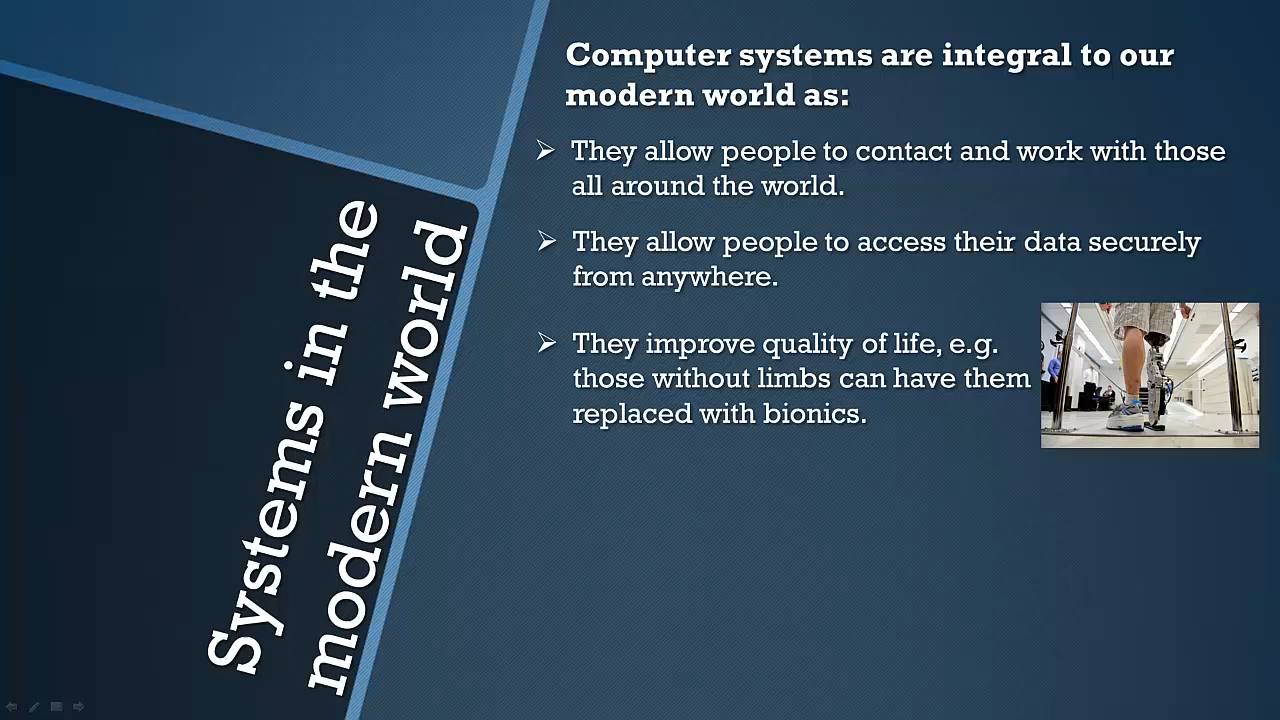 Systems in the
modern world
Computer systems are integral to our
modern world as:
They allow people to contact and work with those
all around the world.
They allow people to access their data securely
from anywhere.
They improve quality of life, e.g.
those without limbs can have them
replaced with bionics.